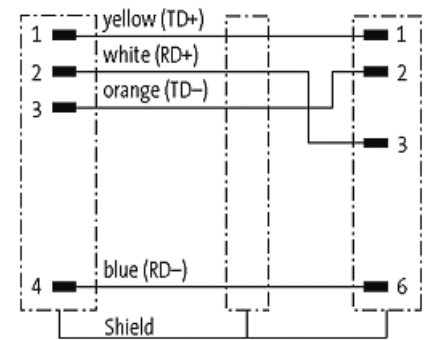 yellow (TD+)
1 1
white (RD+)
2 2
orange (TD–)
3
3
blue (RD–)
4 6
Shield